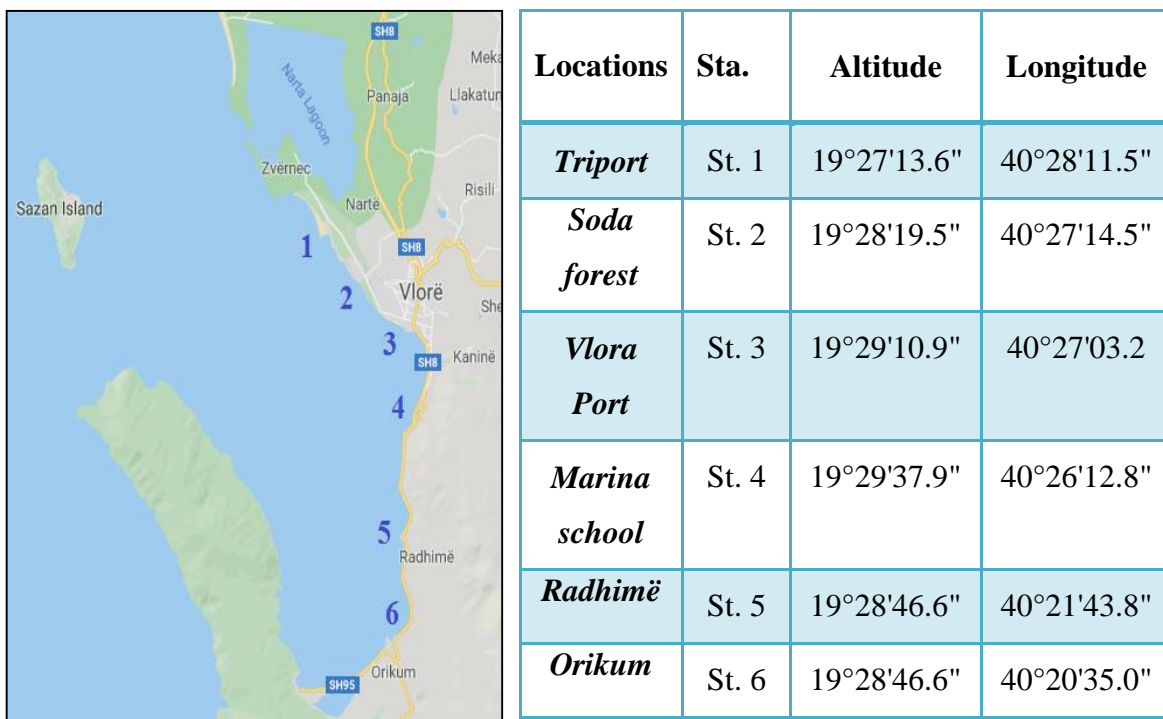 SH8
Meka
Narta Lagoon
Panaja
Llakatun
Zvërnec
Risili
Sazan Island
Nartë
1
SH8
2
Vlorë
She
3
SH8
Kaninë
4
5
Radhimë
6
Orikum
SH95
Locations Sta. Altitude Longitude
Triport St. 1 19°27'13.6" 40°28'11.5"
Soda St. 2 19°28'19.5" 40°27'14.5"
forest
Vlora St. 3 19°29'10.9" 40°27'03.2
Port
Marina St. 4 19°29'37.9" 40°26'12.8"
school
Radhimë St. 5 19°28'46.6" 40°21'43.8"
Orikum St. 6 19°28'46.6" 40°20'35.0"